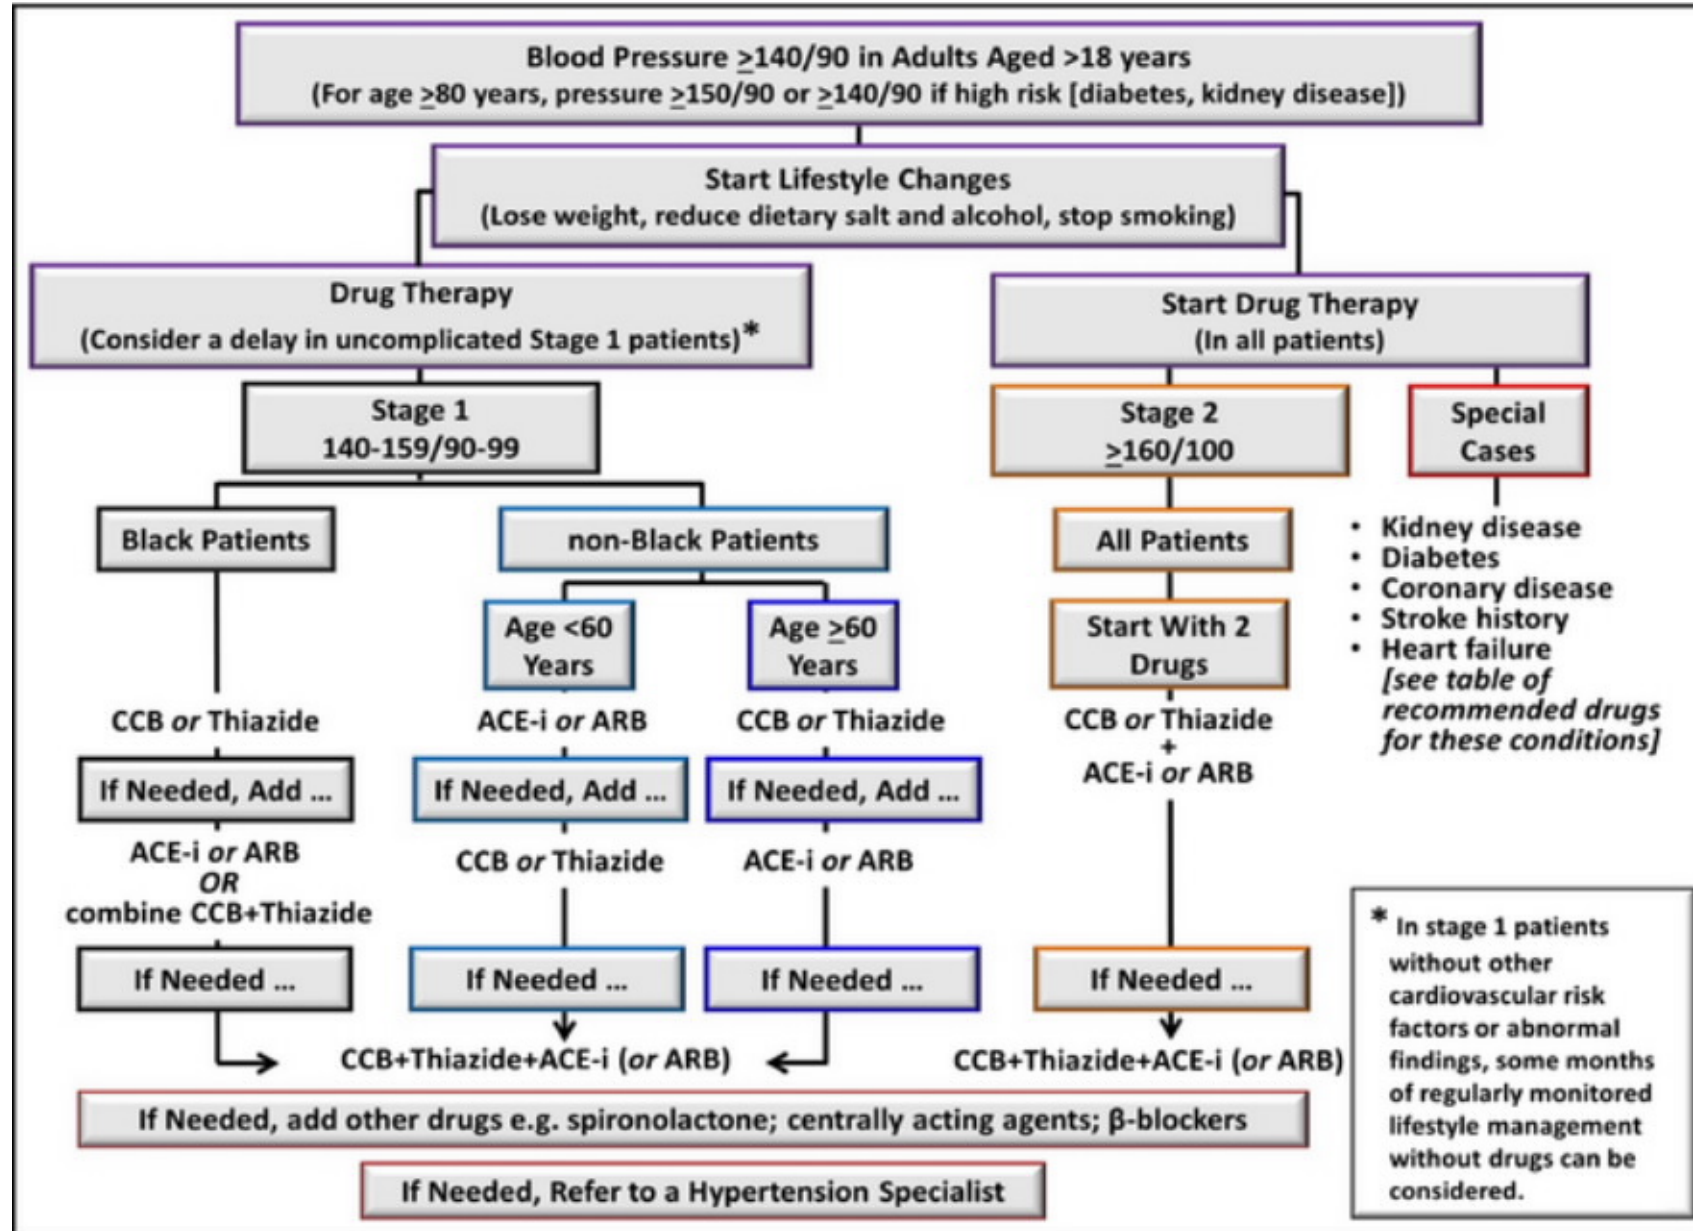 Blood Pressure ≥140/90 in Adults Aged >18 years
(For age ≥80 years, pressure ≥150/90 or ≥140/90 if high risk [diabetes, kidney disease])
Start Lifestyle Changes
(Lose weight, reduce dietary salt and alcohol, stop smoking)
Drug Therapy
(Consider a delay in uncomplicated Stage 1 patients)*
Start Drug Therapy
(In all patients)
Stage 1
140-159/90-99
Stage 2
≥160/100
Special
Cases
Black Patients
non-Black Patients
All Patients
• Kidney disease
• Diabetes
• Coronary disease
• Stroke history
• Heart failure
[see table of
recommended drugs
for these conditions]
Age <60
Years
Age ≥60
Years
Start With 2
Drugs
CCB or Thiazide
ACE-i or ARB
CCB or Thiazide
CCB or Thiazide
+
ACE-i or ARB
If Needed, Add ...
If Needed, Add ...
If Needed, Add ...
ACE-i or ARB
OR
combine CCB+Thiazide
CCB or Thiazide
ACE-i or ARB
If Needed ...
If Needed ...
If Needed ...
If Needed ...
CCB+Thiazide+ACE-i (or ARB)
CCB+Thiazide+ACE-i (or ARB)
If Needed, add other drugs e.g. spironolactone; centrally acting agents; β-blockers
If Needed, Refer to a Hypertension Specialist
* In stage 1 patients
without other
cardiovascular risk
factors or abnormal
findings, some months
of regularly monitored
lifestyle management
without drugs can be
considered.